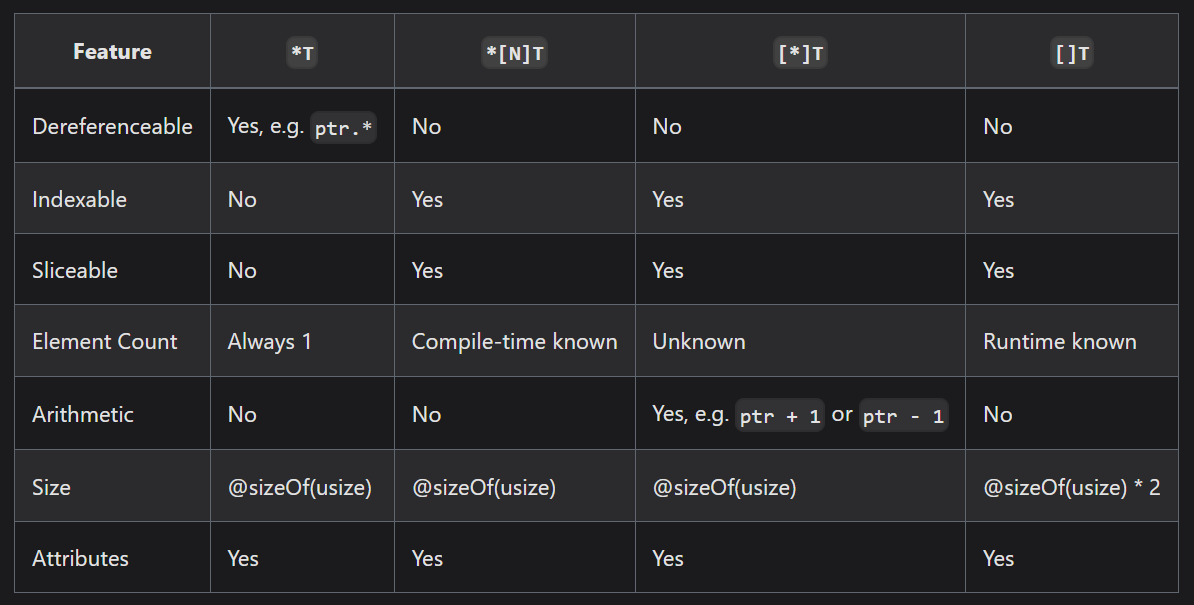 Feature *T *[N]T [*]T []T
Dereferenceable Yes, e.g. ptr.* No No No
Indexable No Yes Yes Yes
Sliceable No Yes Yes Yes
Element Count Always 1 Compile-time known Unknown Runtime known
Arithmetic No No Yes, e.g. ptr + 1 or ptr - 1 No
Size @sizeOf(usize) @sizeOf(usize) @sizeOf(usize) @sizeOf(usize) * 2
Attributes Yes Yes Yes Yes